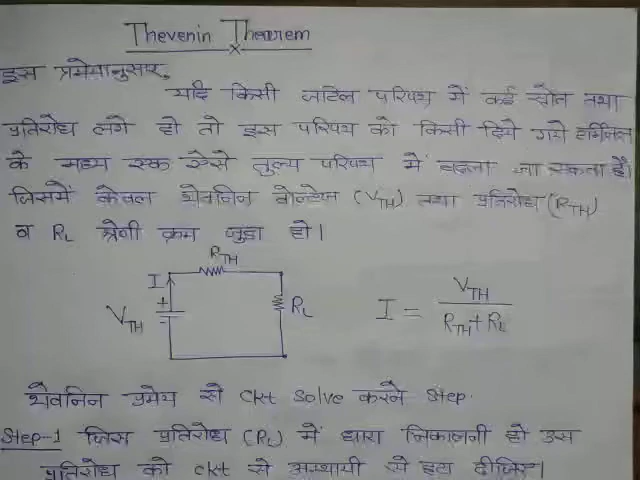 Thevenin Theorem
इस प्रमेयानुसार,
यदि किसी जटिल परिपथ में कई स्रोत तथा
प्रतिरोध लगे हो तो इस परिपथ को किसी दिये गये टर्मिनल
के मध्य एक ऐसे तुल्य परिपथ में बदला जा सकता है।
जिसमें केवल थेवनिन वोल्टेज (VTH) तथा प्रतिरोध (RTH)
व RL श्रेणी क्रम जुडा हो।
RTH
I
VTH
+
-
RL
I = VTH / RTH + RL
थेवनिन प्रमेय से ckt solve करने Step.
Step-1 जिस प्रतिरोध (RL) में धारा निकालनी हो उस
प्रतिरोध को ckt से अस्थायी से हटा दीजिए।